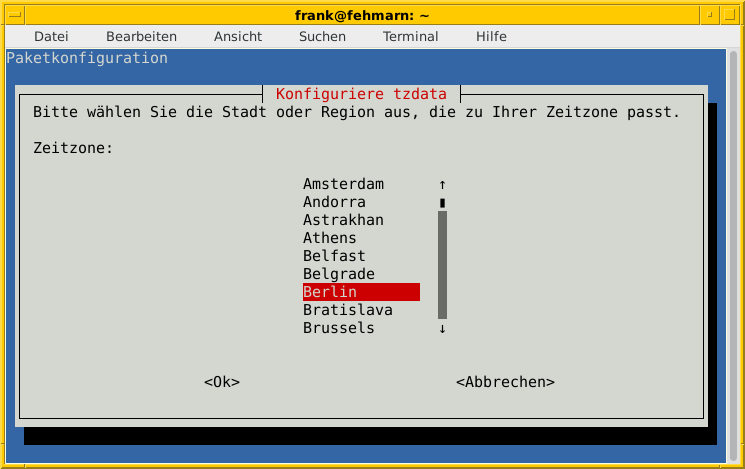 frank@fehmarn: ~
Datei Bearbeiten Ansicht Suchen Terminal Hilfe
Paketkonfiguration
Konfiguriere tzdata
Bitte wählen Sie die Stadt oder Region aus, die zu Ihrer Zeitzone passt.
Zeitzone:
Amsterdam ↑
Andorra
Astrakhan
Athens
Belfast
Belgrade
Berlin
Bratislava
Brussels ↓
<Ok> <Abbrechen>